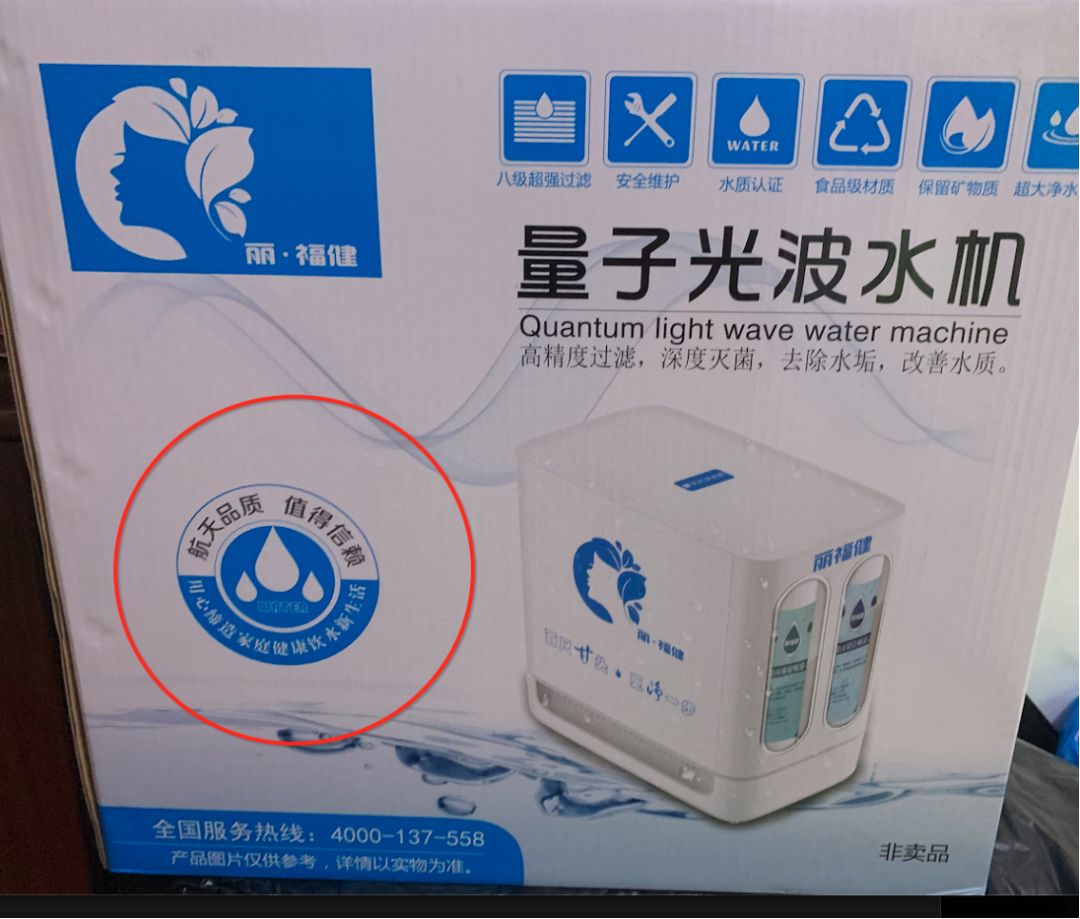 丽·福健
八级超强过滤
安全维护
WATER
水质认证
食品级材质
保留矿物质
超大净水
量子光波水机
Quantum light wave water machine
高精度过滤，深度灭菌，去除水垢，改善水质。
航天品质 值得信赖
WATER
用心缔造家庭健康饮水新生活
丽福健
丽·福健
全国服务热线：4000-137-558
产品图片仅供参考，详情以实物为准。
非卖品